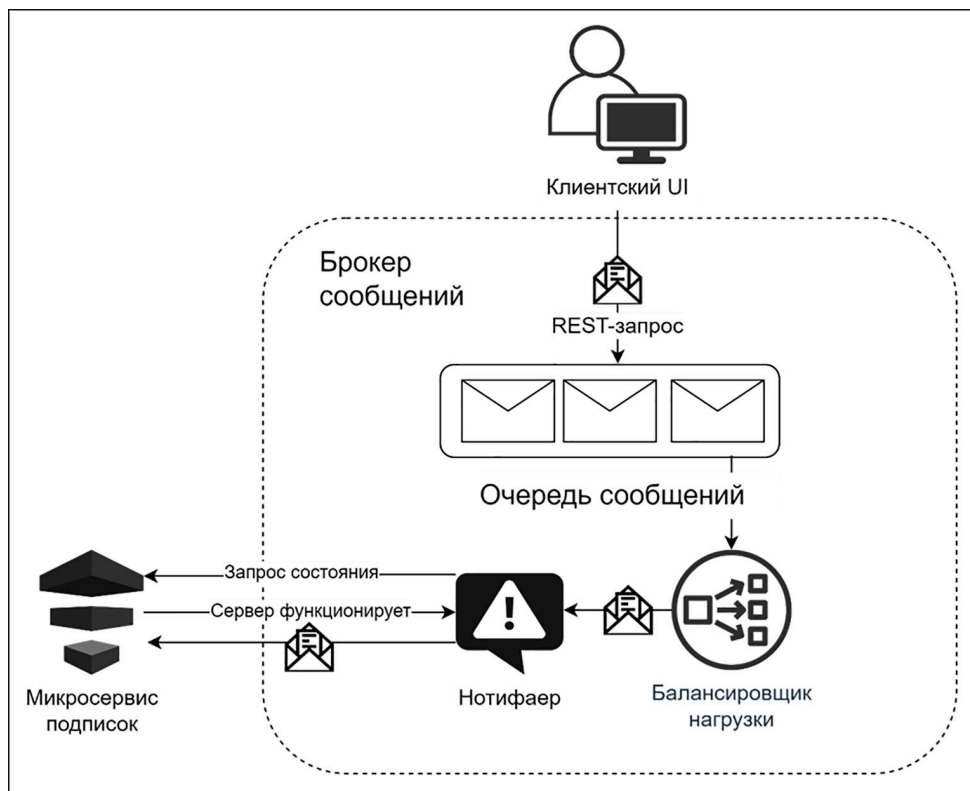 Клиентский UI
Брокер
сообщений
REST-запрос
Очередь сообщений
Запрос состояния
Сервер функционирует
Микросервис
подписок
Нотифаер
Балансировщик
нагрузки